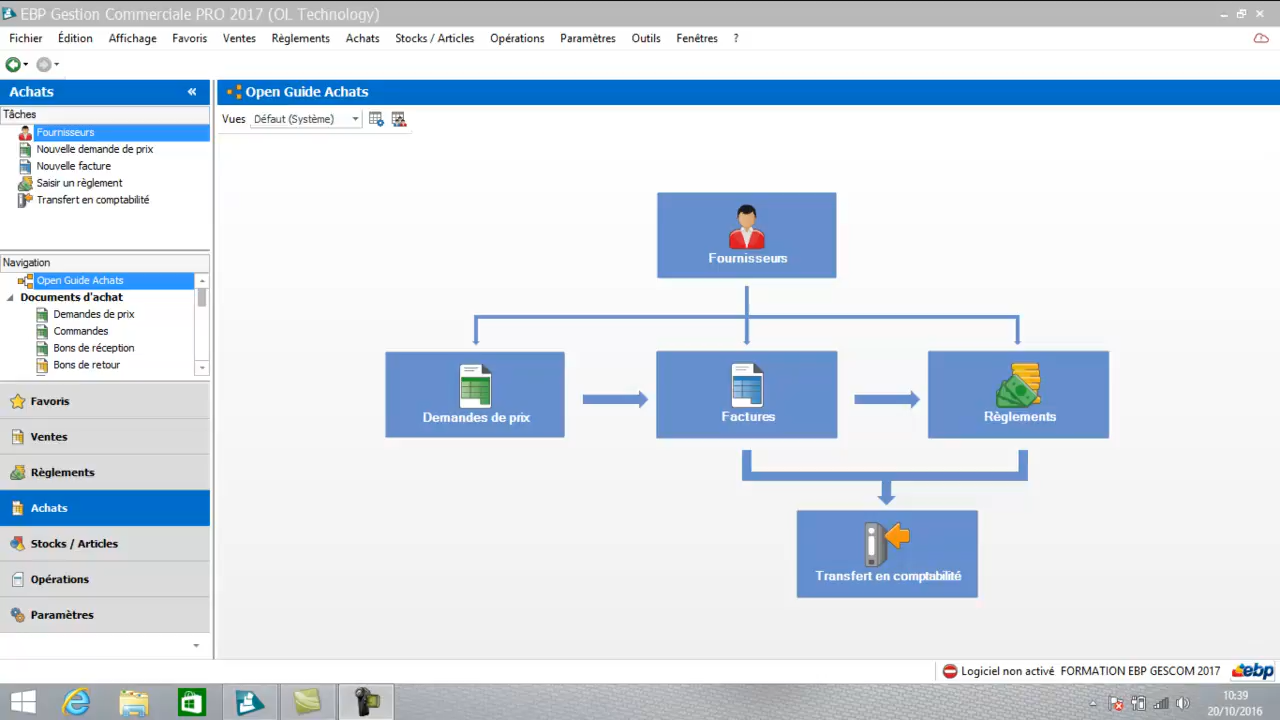 EBP Gestion Commerciale PRO 2017 (OL Technology)
Fichier Édition Affichage Favoris Ventes Règlements Achats Stocks / Articles Opérations Paramètres Outils Fenêtres ?
Achats «
Open Guide Achats
Tâches
Vues Défaut (Système)
Fournisseurs
Nouvelle demande de prix
Nouvelle facture
Saisir un règlement
Transfert en comptabilité
Navigation
Open Guide Achats
Documents d'achat
Demandes de prix
Commandes
Bons de réception
Bons de retour
Favoris
Ventes
Règlements
Achats
Stocks / Articles
Opérations
Paramètres
Fournisseurs
Demandes de prix
Factures
Règlements
Transfert en comptabilité
Logiciel non activé FORMATION EBP GESCOM 2017 ebp
10:39
20/10/2016